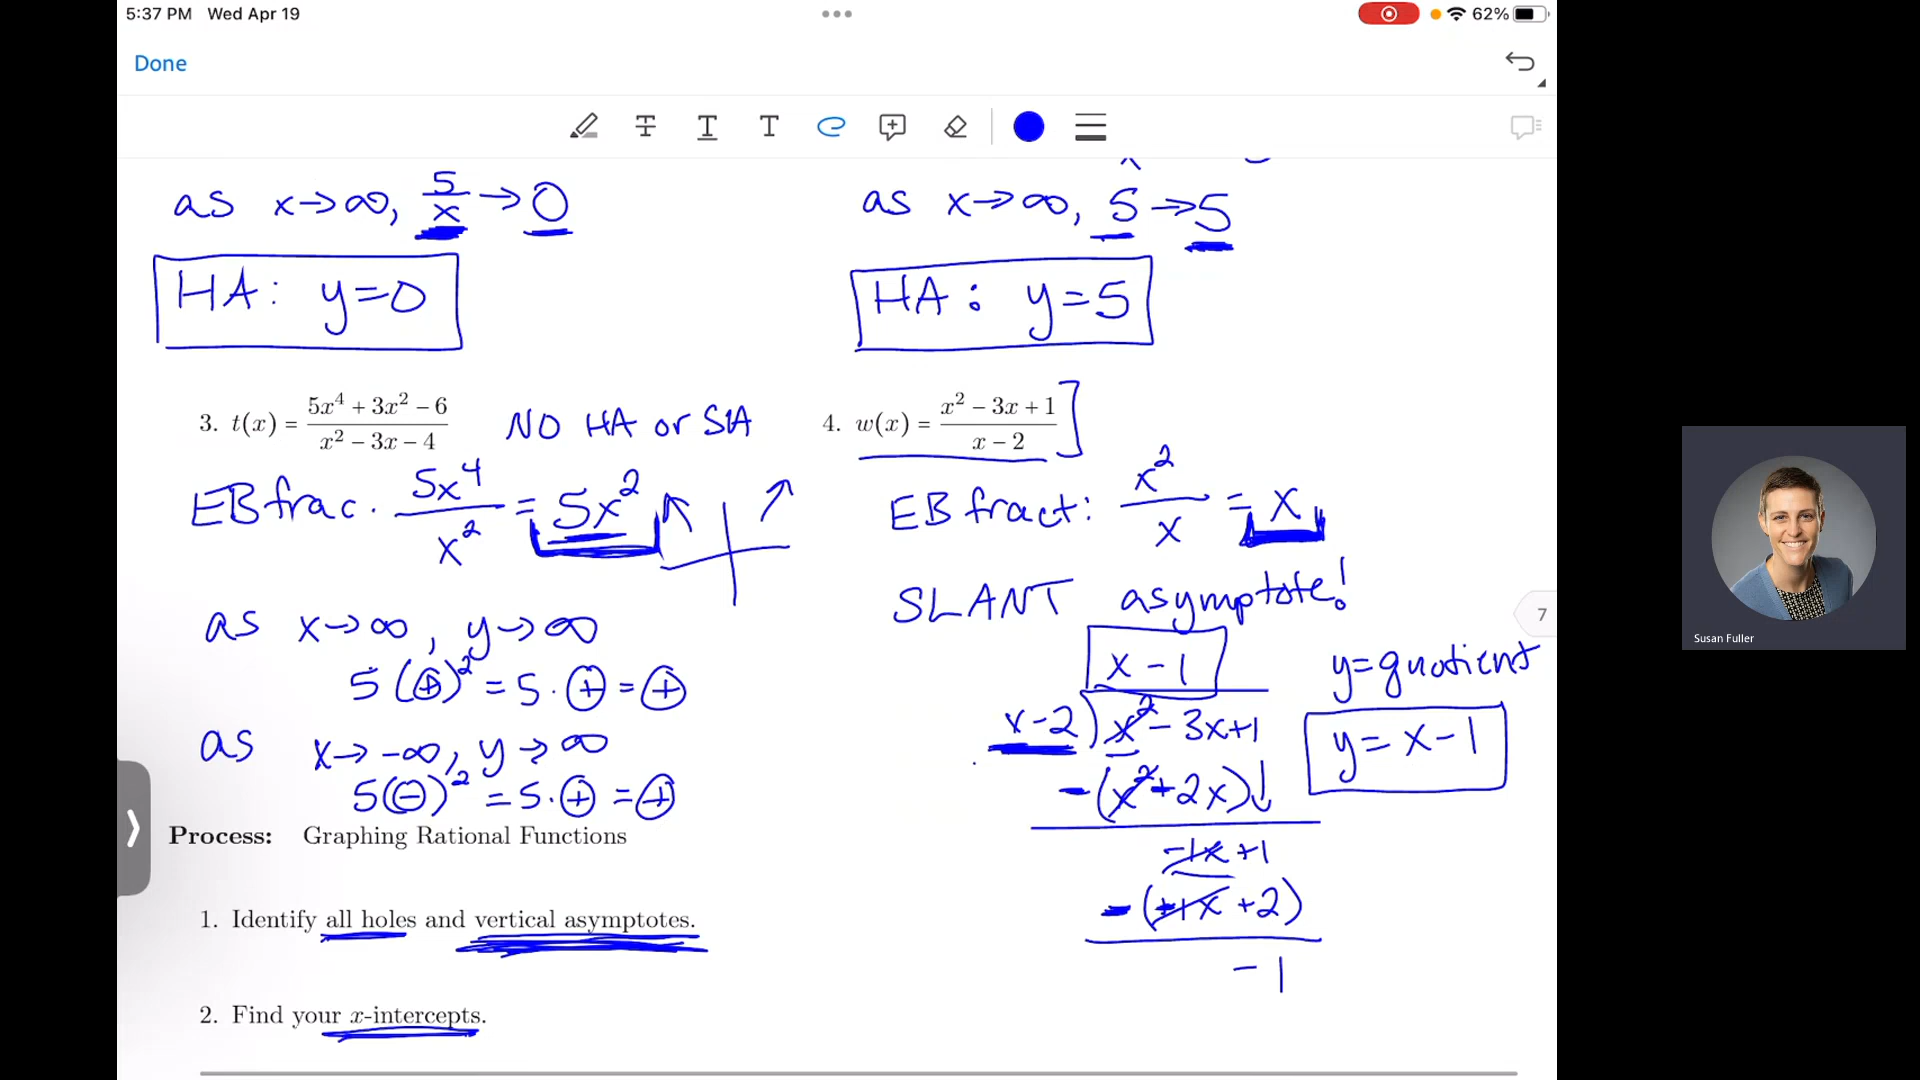 5:37 PM Wed Apr 19
62%
Done
as x→∞, 5/x → 0
HA: y=0
as x→∞, 5→5
HA: y=5
3. t(x) = (5x⁴ + 3x² − 6)/(x² − 3x − 4)
NO HA or SA
EB frac. 5x⁴/x² = 5x²
as x→∞, y→∞
5(+)² = 5·(+) = (+)
as x→-∞, y→∞
5(−)² = 5·(+) = (+)
4. w(x) = (x² − 3x + 1)/(x − 2)
EB fract: x²/x = x
SLANT asymptote!
x-1
x-2)x²-3x+1
-(x²+2x)↓
-1x+1
-(+1x+2)
-1
y=quotient
y=x-1
7
Process: Graphing Rational Functions
1. Identify all holes and vertical asymptotes.
2. Find your x-intercepts.
Susan Fuller